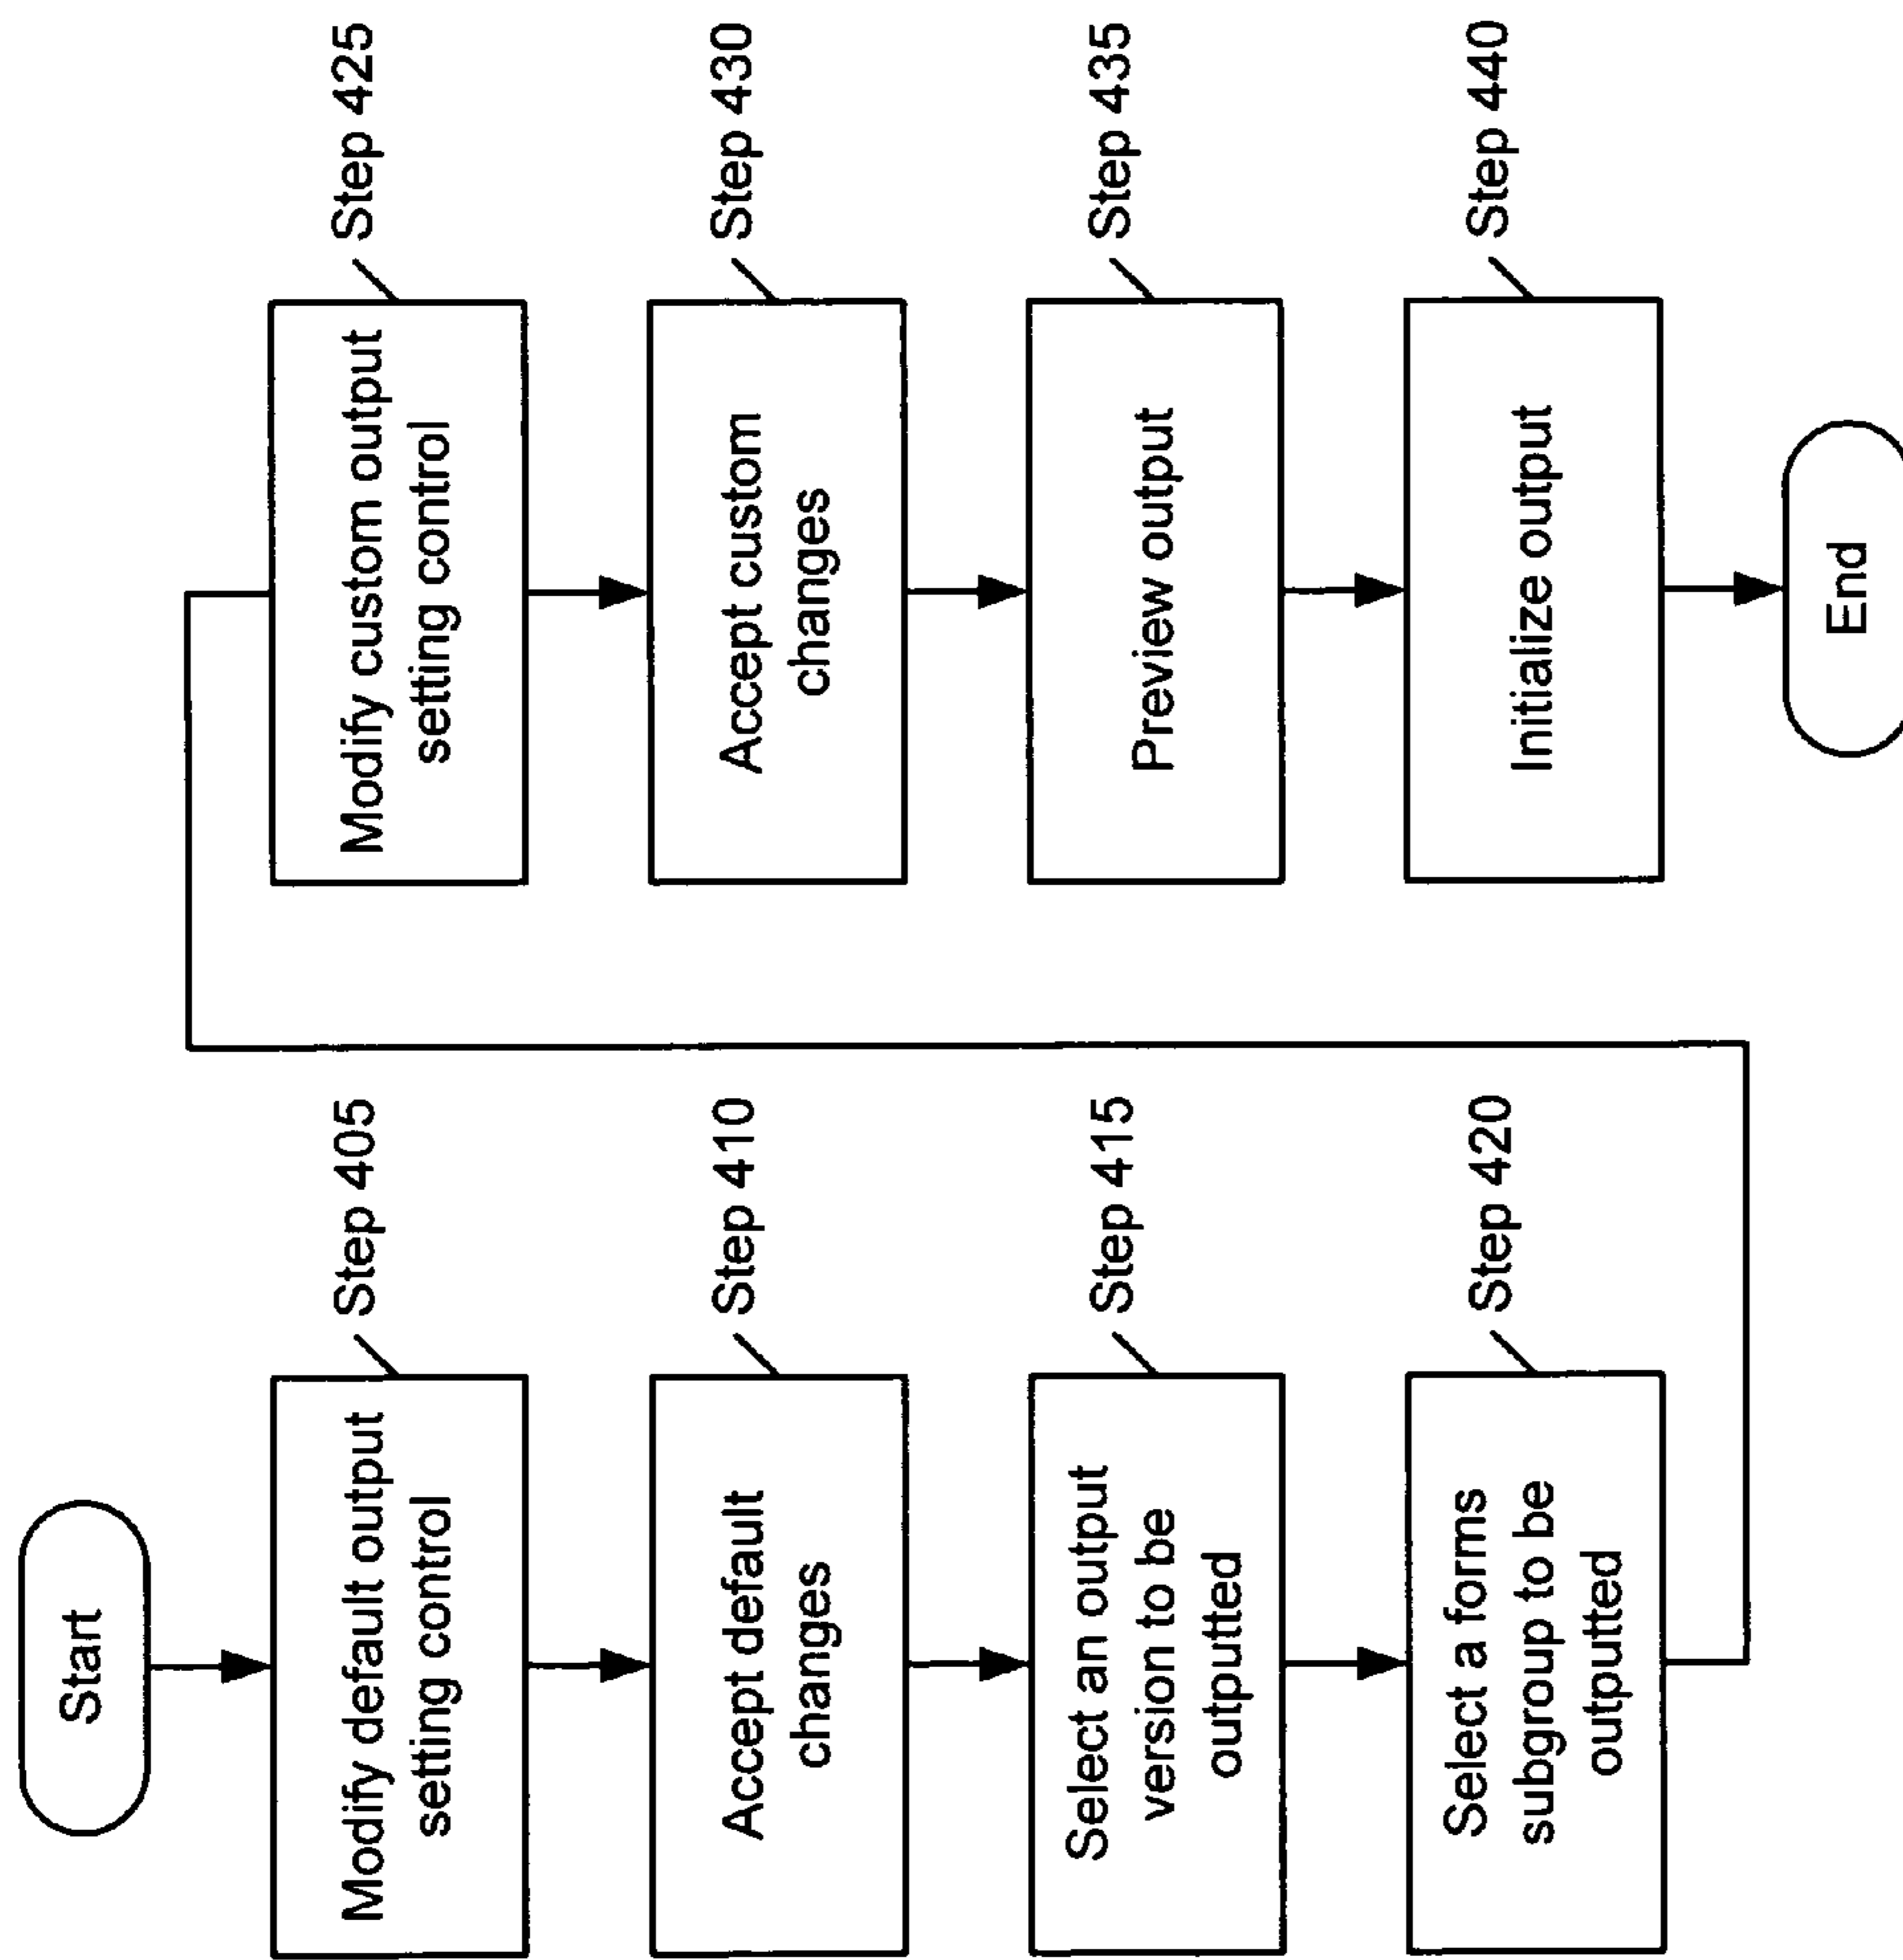 Start
Modify default output
setting control
Step 405
Accept default
changes
Step 410
Select an output
version to be
outputted
Step 415
Select a forms
subgroup to be
outputted
Step 420
Modify custom output
setting control
Step 425
Accept custom
changes
Step 430
Preview output
Step 435
Initialize output
Step 440
End